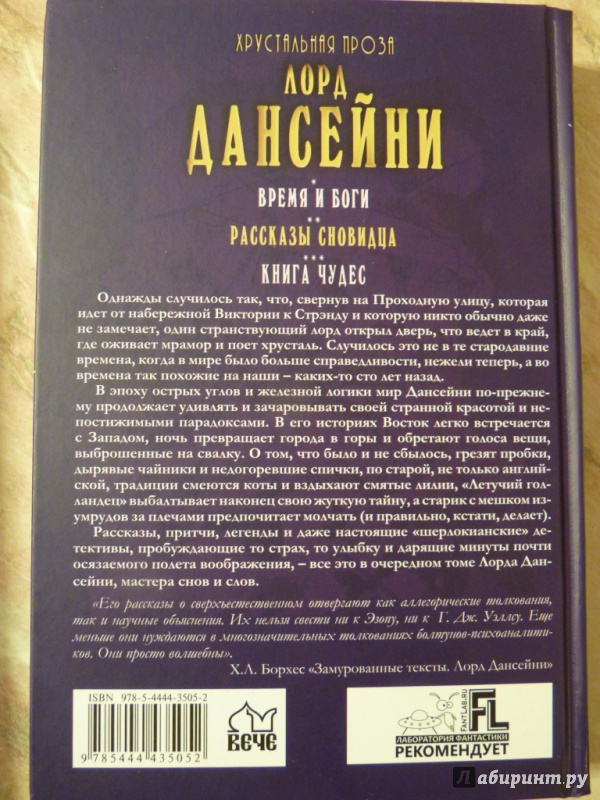 ХРУСТАЛЬНАЯ ПРОЗА
ЛОРД
ДАНСЕЙНИ
*
ВРЕМЯ И БОГИ
**
РАССКАЗЫ СНОВИДЦА
***
КНИГА ЧУДЕС
Однажды случилось так, что, свернув на Проходную улицу, которая
идет от набережной Виктории к Стрэнду и которую никто обычно даже
не замечает, один странствующий лорд открыл дверь, что ведет в край,
где оживает мрамор и поет хрусталь. Случилось это не в те стародавние
времена, когда в мире было больше справедливости, нежели теперь, а во
времена так похожие на наши – каких-то сто лет назад.
В эпоху острых углов и железной логики мир Дансейни по-прежне-
му продолжает удивлять и зачаровывать своей странной красотой и не-
постижимыми парадоксами. В его историях Восток легко встречается
с Западом, ночь превращает города в горы и обретают голоса вещи,
выброшенные на свалку. О том, что было и не сбылось, грезят пробки,
дырявые чайники и недогоревшие спички, по старой, не только английс-
кой, традиции смеются коты и вздыхают святые лилии, «Летучий гол-
ландец» выбалтывает наконец свою жуткую тайну, а старик с мешком из-
умрудов за плечами предпочитает молчать (и правильно, кстати, делает).
Рассказы, притчи, легенды и даже настоящие «шерлокианские» де-
тективы, пробуждающие то страх, то улыбку и дарящие минуты почти
осязаемого полета воображения, – все это в очередном томе Лорда Дан-
сейни, мастера снов и слов.
«Его рассказы о сверхъестественном отвергают как аллегорические толкования,
так и научные объяснения. Их нельзя свести ни к Эзопу, ни к Г. Дж. Уэллсу. Еще
меньше они нуждаются в многозначительных толкованиях болтунов-психоаналити-
ков. Они просто волшебны».
Х.Л. Борхес «Замурованные тексты. Лорд Дансейни»
ISBN 978-5-4444-3505-2
9 785444 435052
ВЕЧЕ
FANTLAB.RU
FL
ЛАБОРАТОРИЯ ФАНТАСТИКИ
РЕКОМЕНДУЕТ
Лабиринт.ру